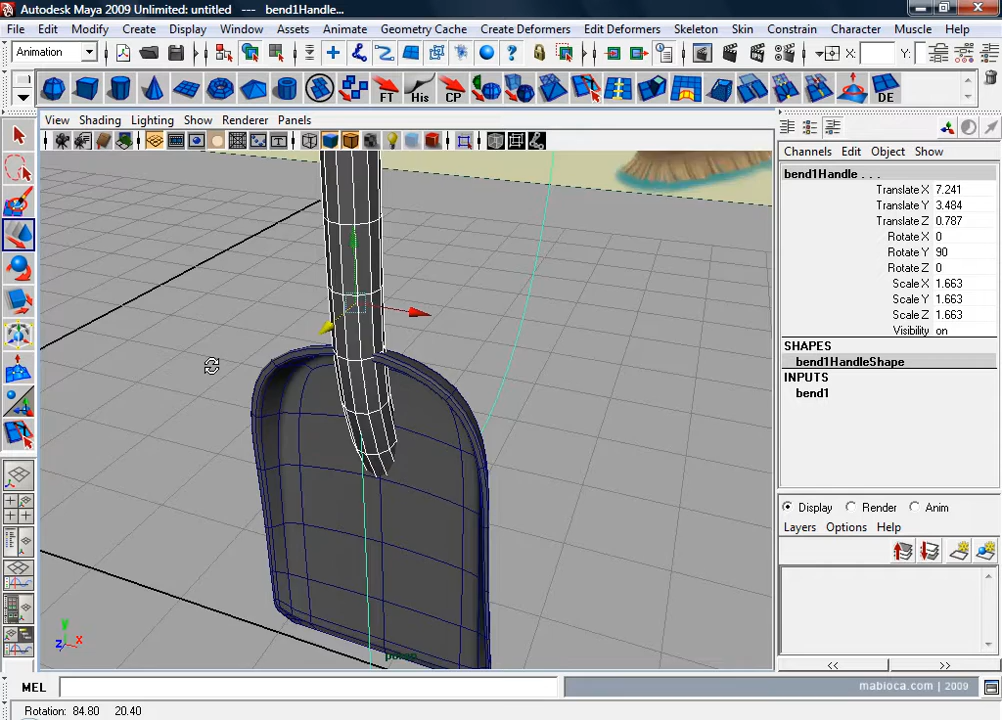 Autodesk Maya 2009 Unlimited: untitled --- bend1Handle...
File Edit Modify Create Display Window Assets Animate Geometry Cache Create Deformers Edit Deformers Skeleton Skin Constrain Character Muscle Help
Animation X: Y:
FT His CP DE
View Shading Lighting Show Renderer Panels
Channels Edit Object Show
bend1Handle . . .
Translate X 7.241
Translate Y 3.484
Translate Z 0.787
Rotate X 0
Rotate Y 90
Rotate Z 0
Scale X 1.663
Scale Y 1.663
Scale Z 1.663
Visibility on
SHAPES
bend1HandleShape
INPUTS
bend1
Display Render Anim
Layers Options Help
y
z x
persp
<< >>
MEL
mabioca.com | 2009
Rotation: 84.80 20.40